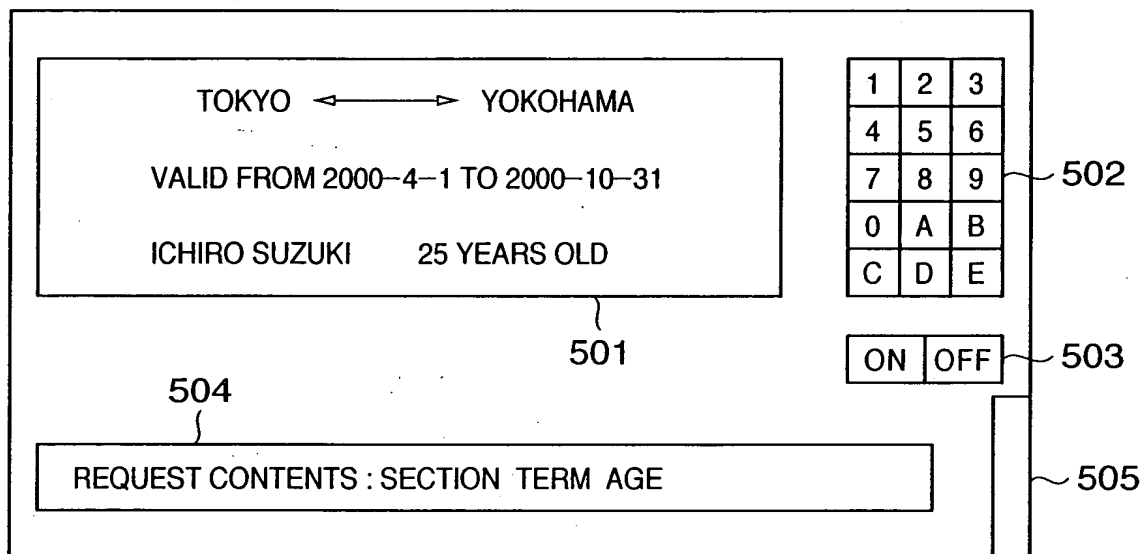 TOKYO YOKOHAMA
VALID FROM 2000-4-1 TO 2000-10-31
ICHIRO SUZUKI 25 YEARS OLD
501
1 2 3
4 5 6
7 8 9
0 A B
C D E
502
ON OFF
503
504
REQUEST CONTENTS : SECTION TERM AGE
505